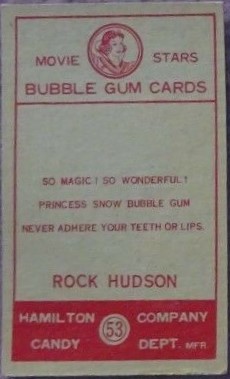 MOVIE STARS
BUBBLE GUM CARDS
SO MAGIC! SO WONDERFUL!
PRINCESS SNOW BUBBLE GUM
NEVER ADHERE YOUR TEETH OR LIPS.
ROCK HUDSON
HAMILTON COMPANY
53
CANDY DEPT. MFR.